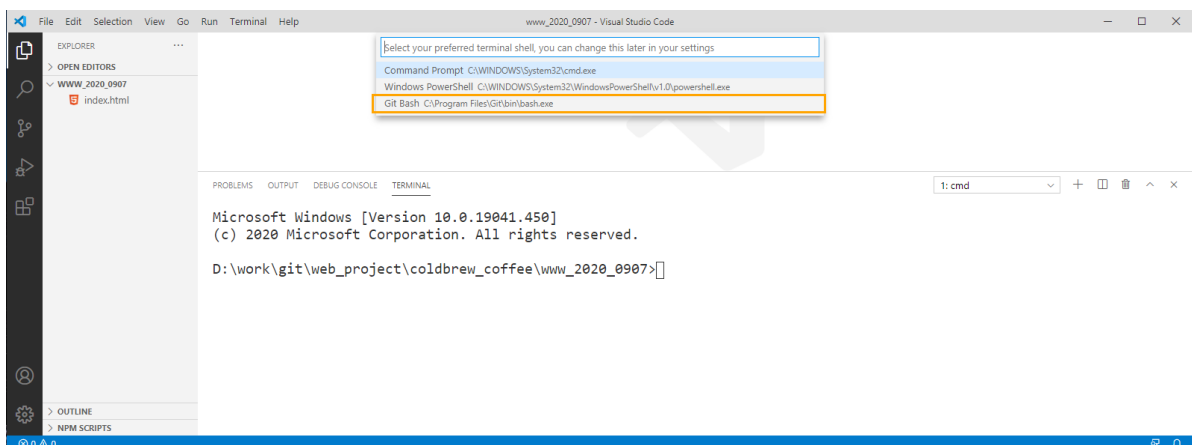 File Edit Selection View Go Run Terminal Help www_2020_0907 - Visual Studio Code
EXPLORER
OPEN EDITORS
WWW_2020_0907
index.html
Select your preferred terminal shell, you can change this later in your settings
Command Prompt C:\WINDOWS\System32\cmd.exe
Windows PowerShell C:\WINDOWS\System32\WindowsPowerShell\v1.0\powershell.exe
Git Bash C:\Program Files\Git\bin\bash.exe
PROBLEMS OUTPUT DEBUG CONSOLE TERMINAL 1: cmd
Microsoft Windows [Version 10.0.19041.450]
(c) 2020 Microsoft Corporation. All rights reserved.
D:\work\git\web_project\coldbrew_coffee\www_2020_0907>
OUTLINE
NPM SCRIPTS
0 0